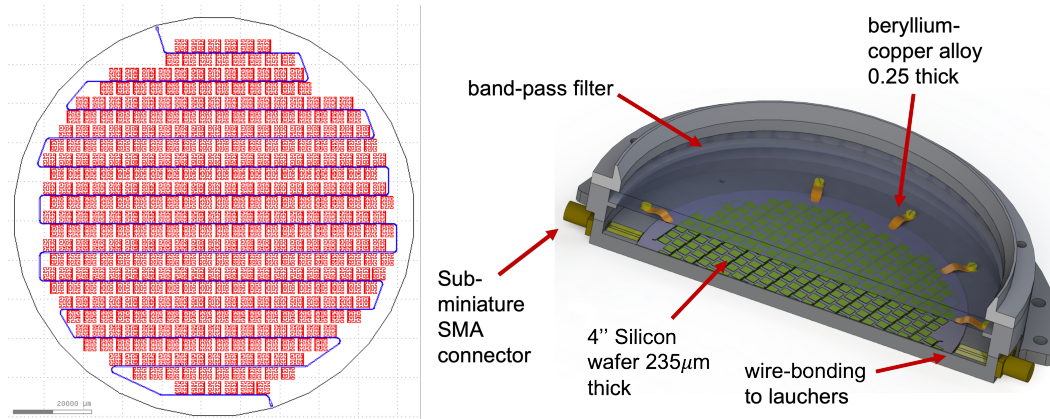 20000 μm
band-pass filter
beryllium-
copper alloy
0.25 thick
Sub-
miniature
SMA
connector
4’’ Silicon
wafer 235𝜇m
thick
wire-bonding
to lauchers